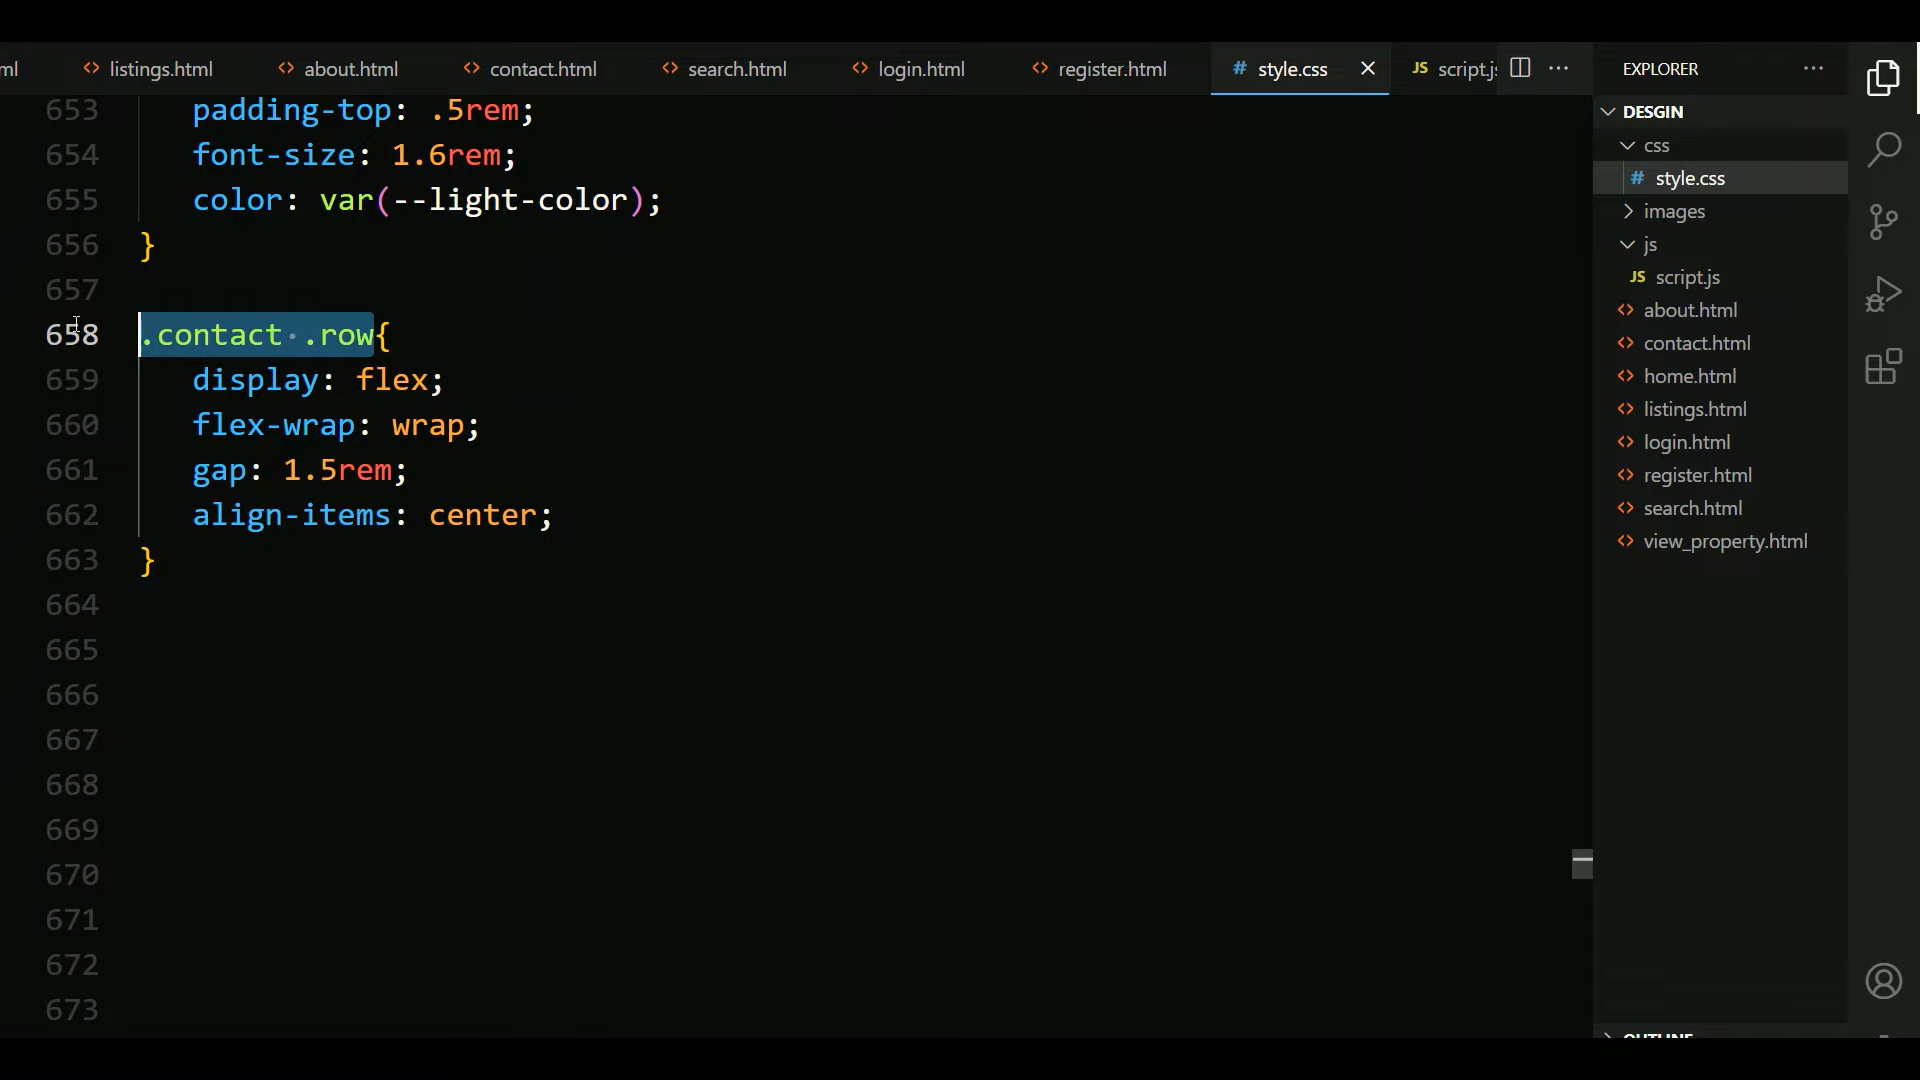 ml
listings.html
about.html
contact.html
search.html
login.html
register.html
# style.css
JS script.js
EXPLORER
DESGIN
css
# style.css
images
js
JS script.js
about.html
contact.html
home.html
listings.html
login.html
register.html
search.html
view_property.html
OUTLINE
653 padding-top: .5rem;
654 font-size: 1.6rem;
655 color: var(--light-color);
656 }
657
658 .contact .row{
659 display: flex;
660 flex-wrap: wrap;
661 gap: 1.5rem;
662 align-items: center;
663 }
664
665
666
667
668
669
670
671
672
673